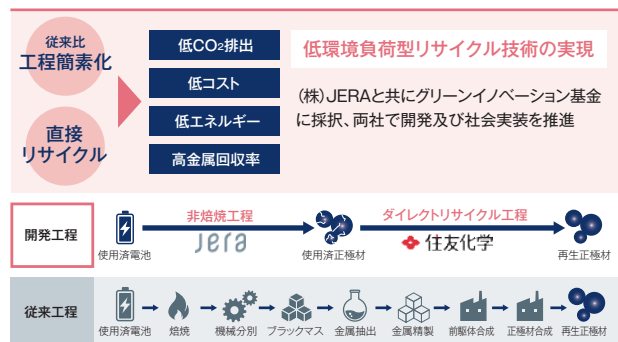 従来比
工程簡素化
直接
リサイクル
低CO₂排出
低コスト
低エネルギー
高金属回収率
低環境負荷型リサイクル技術の実現
(株)JERAと共にグリーンイノベーション基金
に採択、両社で開発及び社会実装を推進
開発工程
使用済電池
非焙焼工程
Jera
使用済正極材
ダイレクトリサイクル工程
住友化学
再生正極材
従来工程
使用済電池
焙焼
機械分別
ブラックマス
金属抽出
金属精製
前駆体合成
正極材合成
再生正極材